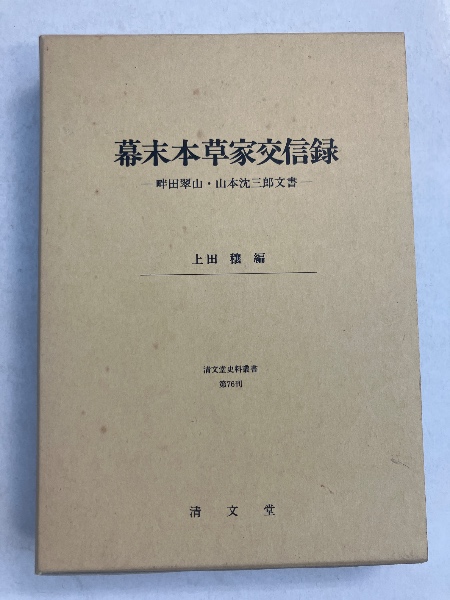 幕末本草家交信録
―畔田翠山・山本沈三郎文書―
上田 穰 編
清文堂史料叢書
第76刊
清文堂